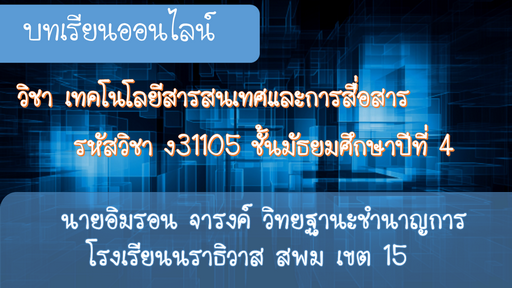 บทเรียนออนไลน์
วิชา เทคโนโลยีสารสนเทศและการสื่อสาร
รหัสวิชา ง31105 ชั้นมัธยมศึกษาปีที่ 4
นายอิมรอน จารงค์ วิทยฐานะชำนาญการ
โรงเรียนนราธิวาส สพม เขต 15